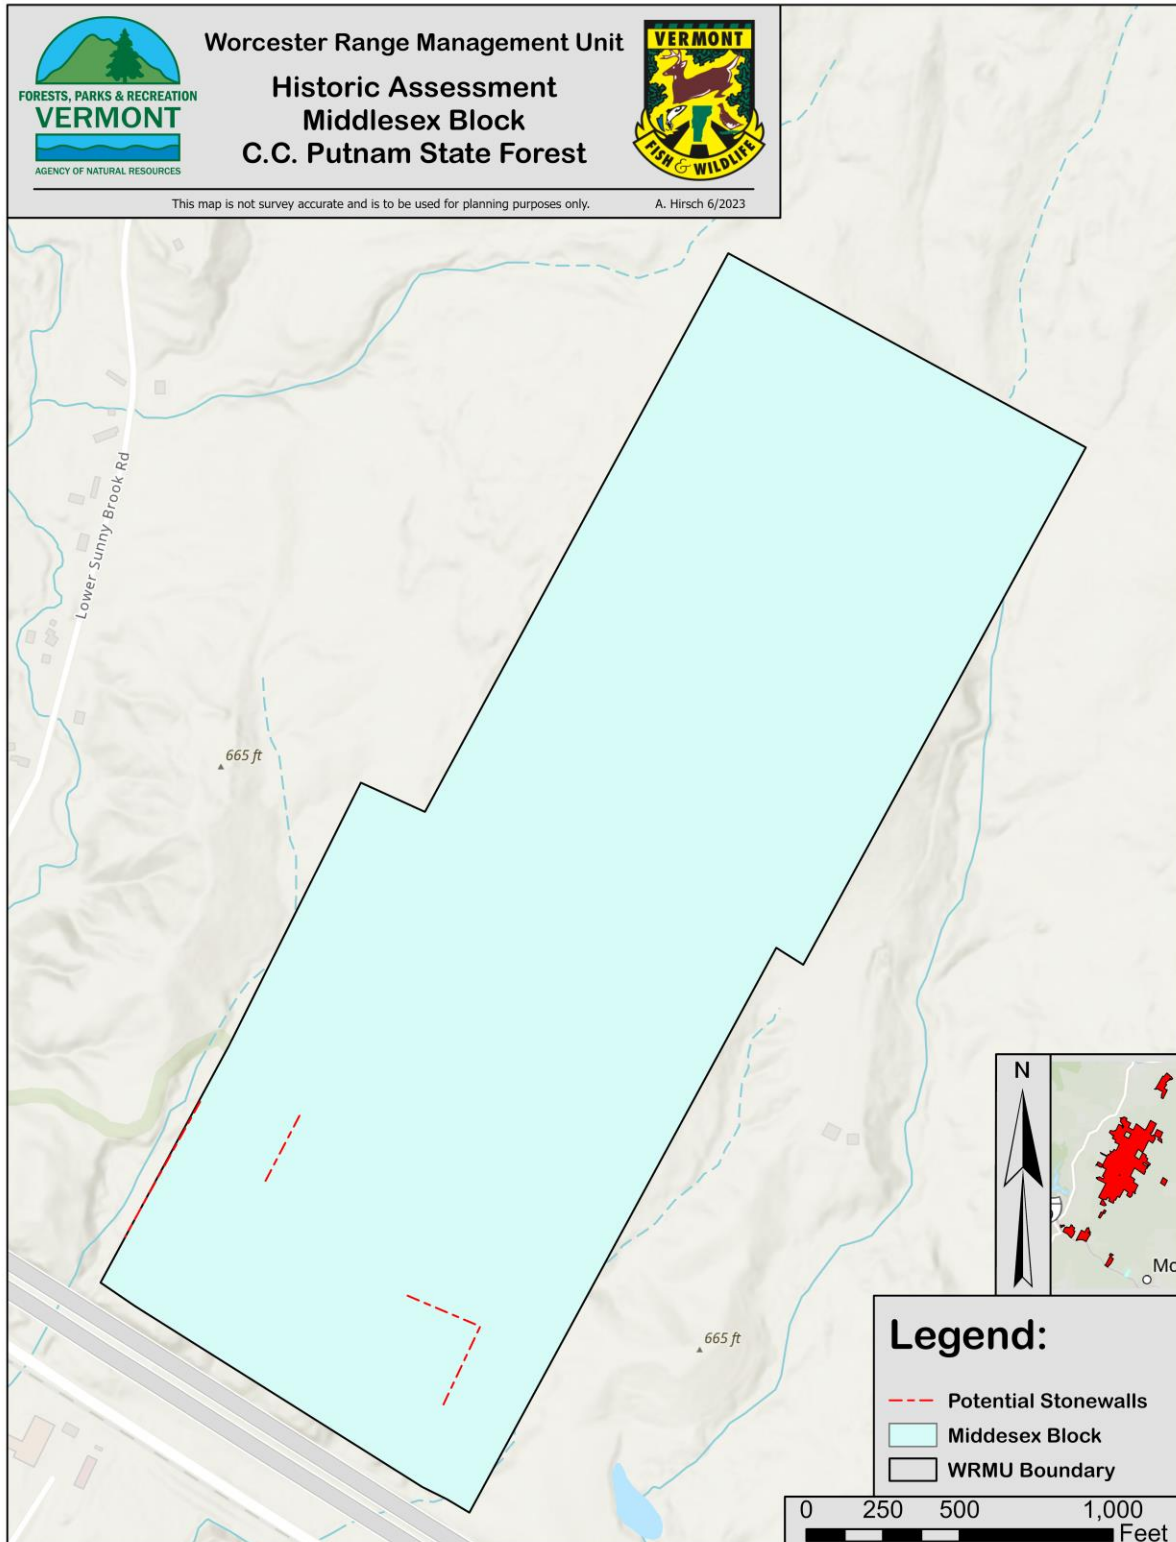 FORESTS, PARKS & RECREATION
VERMONT
AGENCY OF NATURAL RESOURCES
Worcester Range Management Unit
Historic Assessment
Middlesex Block
C.C. Putnam State Forest
VERMONT
FISH & WILDLIFE
This map is not survey accurate and is to be used for planning purposes only.
A. Hirsch 6/2023
Lower Sunny Brook Rd
665 ft
665 ft
N
Mo
Legend:
Potential Stonewalls
Middesex Block
WRMU Boundary
0 250 500 1,000
Feet